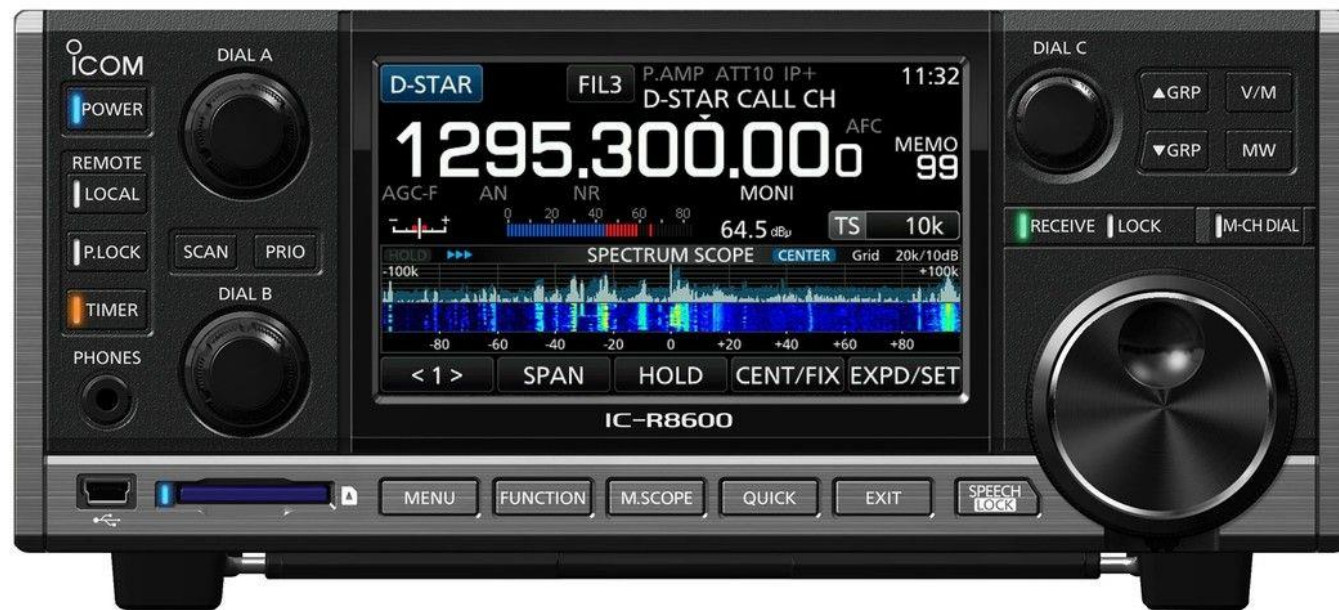 ICOM
DIAL A
POWER
REMOTE
LOCAL
P.LOCK
TIMER
PHONES
SCAN PRIO
DIAL B
D-STAR FIL3 P.AMP ATT10 IP+ 11:32
D-STAR CALL CH
1295.300.000 AFC MEMO 99
AGC-F AN NR MONI
- + 0 20 40 60 80 64.5 dBμ TS 10k
HOLD SPECTRUM SCOPE CENTER Grid 20k/10dB
-100k +100k
-80 -60 -40 -20 0 +20 +40 +60 +80
< 1 > SPAN HOLD CENT/FIX EXPD/SET
IC-R8600
DIAL C
▲GRP V/M
▼GRP MW
RECEIVE LOCK M-CH DIAL
MENU FUNCTION M.SCOPE QUICK EXIT SPEECH
LOCK